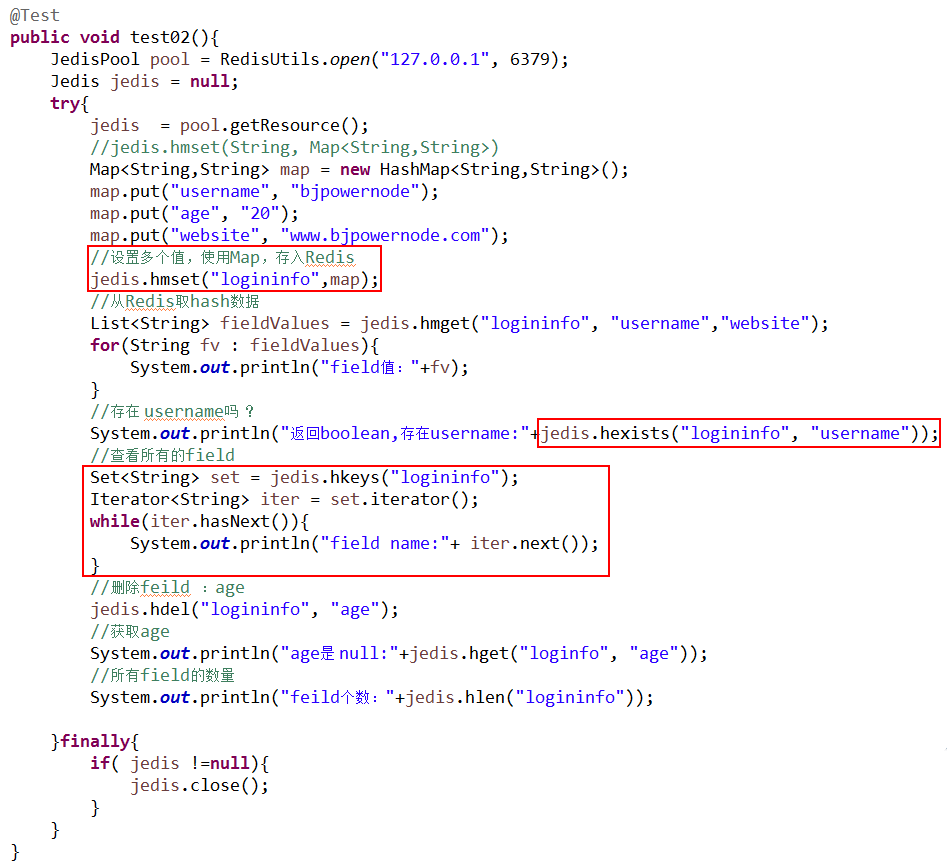 @Test
public void test02(){
    JedisPool pool = RedisUtils.open("127.0.0.1", 6379);
    Jedis jedis = null;
    try{
        jedis  = pool.getResource();
        //jedis.hmset(String, Map<String,String>)
        Map<String,String> map = new HashMap<String,String>();
        map.put("username", "bjpowernode");
        map.put("age", "20");
        map.put("website", "www.bjpowernode.com");
        //设置多个值，使用Map，存入Redis
        jedis.hmset("logininfo",map);
        //从Redis取hash数据
        List<String> fieldValues = jedis.hmget("logininfo", "username","website");
        for(String fv : fieldValues){
            System.out.println("field值："+fv);
        }
        //存在 username吗？
        System.out.println("返回boolean,存在username:"+jedis.hexists("logininfo", "username"));
        //查看所有的field
        Set<String> set = jedis.hkeys("logininfo");
        Iterator<String> iter = set.iterator();
        while(iter.hasNext()){
            System.out.println("field name:"+ iter.next());
        }
        //删除feild ：age
        jedis.hdel("logininfo", "age");
        //获取age
        System.out.println("age是 null:"+jedis.hget("loginfo", "age"));
        //所有field的数量
        System.out.println("feild个数："+jedis.hlen("logininfo"));
    }finally{
        if( jedis !=null){
            jedis.close();
        }
    }
}